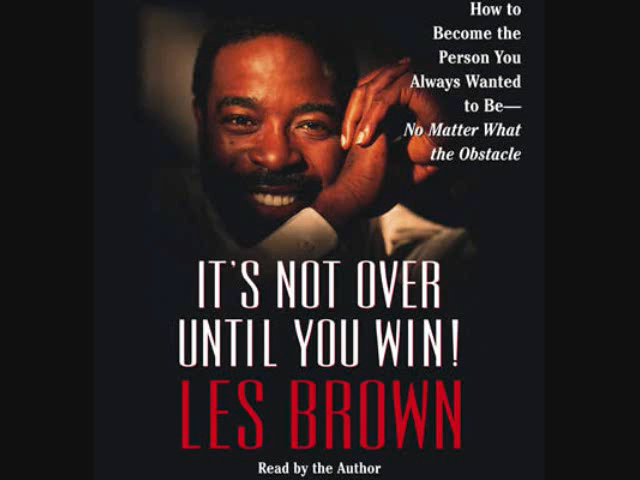 How to
Become the
Person You
Always Wanted
to Be—
No Matter What
the Obstacle
IT'S NOT OVER
UNTIL YOU WIN!
LES BROWN
Read by the Author